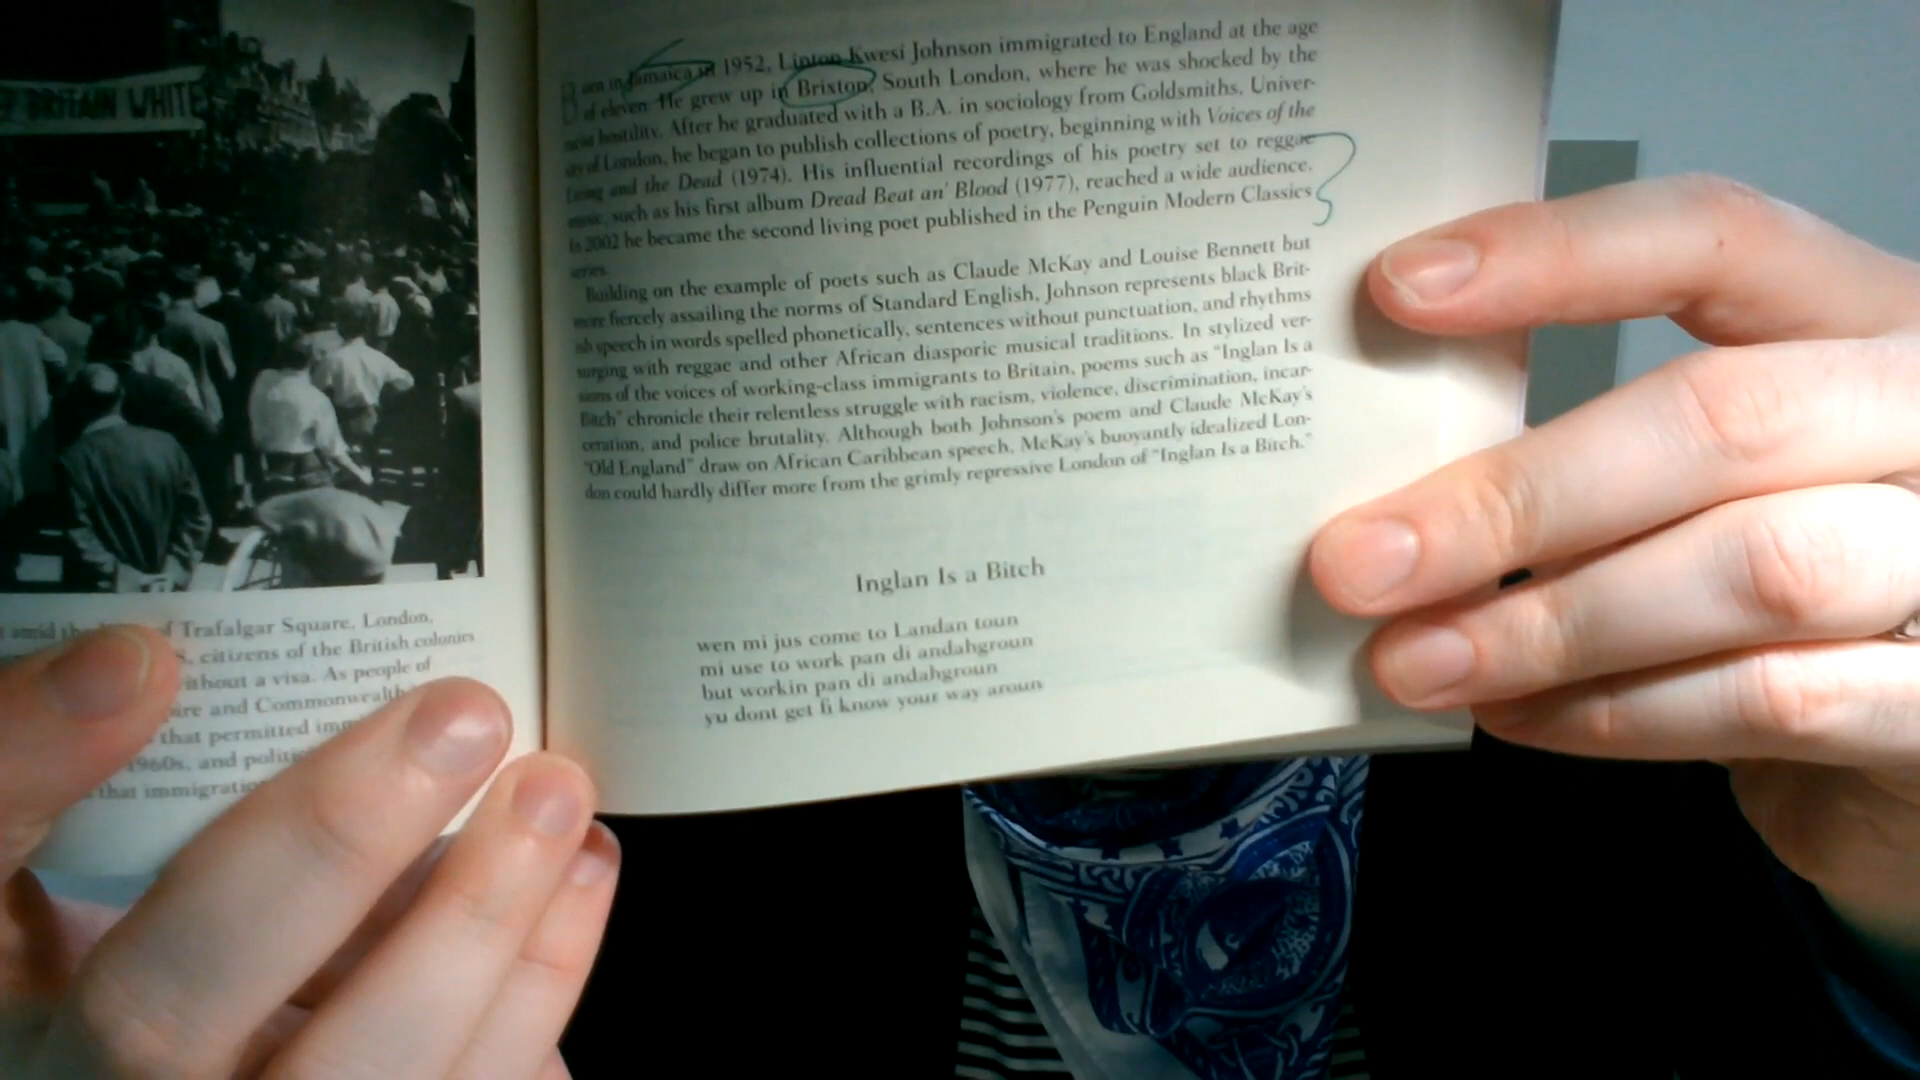 BRITAIN WHITE
amid the of Trafalgar Square, London,
S, citizens of the British colonies
without a visa. As people of
ire and Commonwealth
that permitted imm
1960s, and politi
that immigratio
Born in Jamaica in 1952, Linton Kwesi Johnson immigrated to England at the age
of eleven. He grew up in Brixton, South London, where he was shocked by the
racist hostility. After he graduated with a B.A. in sociology from Goldsmiths, Univer-
sity of London, he began to publish collections of poetry, beginning with Voices of the
Living and the Dead (1974). His influential recordings of his poetry set to reggae
music, such as his first album Dread Beat an' Blood (1977), reached a wide audience.
In 2002 he became the second living poet published in the Penguin Modern Classics
series.
Building on the example of poets such as Claude McKay and Louise Bennett but
more fiercely assailing the norms of Standard English, Johnson represents black Brit-
ish speech in words spelled phonetically, sentences without punctuation, and rhythms
surging with reggae and other African diasporic musical traditions. In stylized ver-
sions of the voices of working-class immigrants to Britain, poems such as "Inglan Is a
Bitch" chronicle their relentless struggle with racism, violence, discrimination, incar-
ceration, and police brutality. Although both Johnson's poem and Claude McKay's
"Old England" draw on African Caribbean speech, McKay's buoyantly idealized Lon-
don could hardly differ more from the grimly repressive London of "Inglan Is a Bitch."
Inglan Is a Bitch
wen mi jus come to Landan toun
mi use to work pan di andahgroun
but workin pan di andahgroun
yu dont get fi know your way aroun